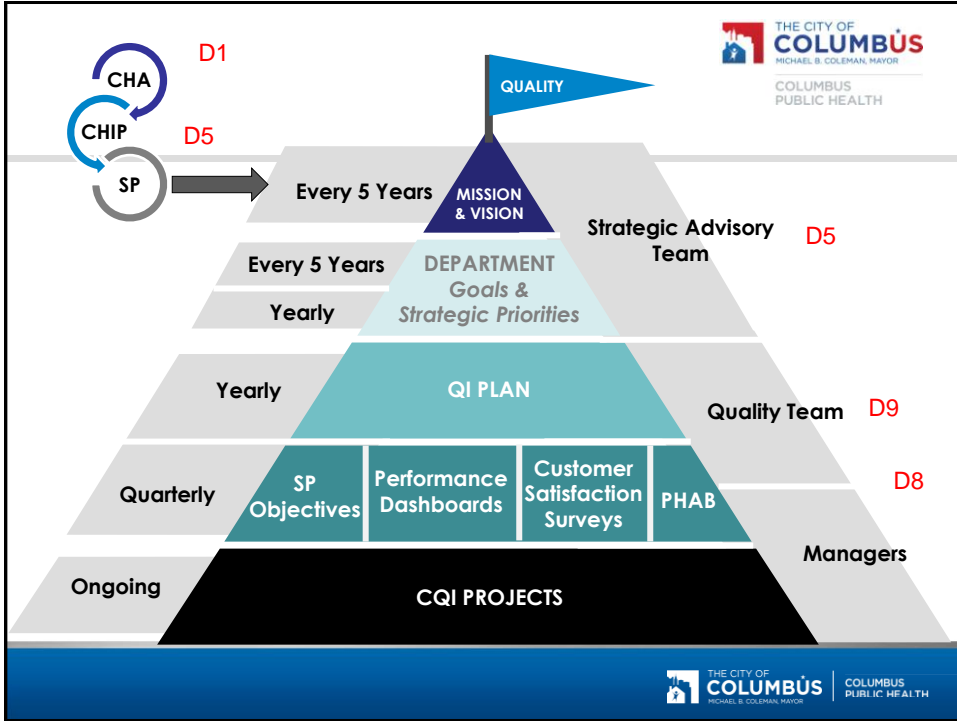 D1
CHA
CHIP
D5
SP
THE CITY OF
COLUMBUS
MICHAEL B. COLEMAN, MAYOR
COLUMBUS
PUBLIC HEALTH
QUALITY
Every 5 Years
MISSION
& VISION
Strategic Advisory
Team
D5
Every 5 Years
DEPARTMENT
Goals &
Strategic Priorities
Yearly
Yearly
QI PLAN
Quality Team
D9
D8
Quarterly
SP
Objectives
Performance
Dashboards
Customer
Satisfaction
Surveys
PHAB
Managers
Ongoing
CQI PROJECTS
THE CITY OF
COLUMBUS
MICHAEL B. COLEMAN, MAYOR
COLUMBUS
PUBLIC HEALTH